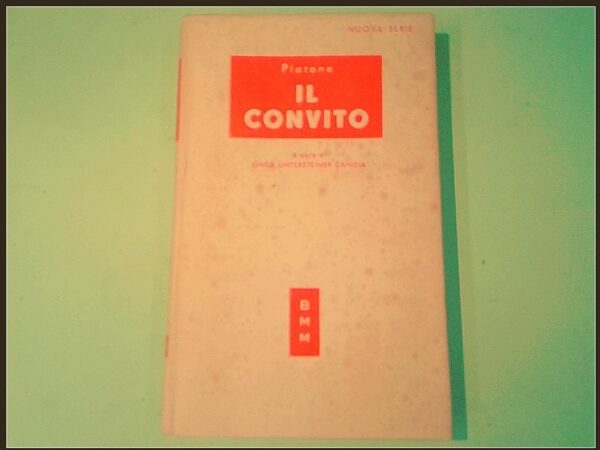 NUOVA SERIE
Platone
IL
CONVITO
A cura di
LINDA UNTERSTEINER CANDIA
B
M
M